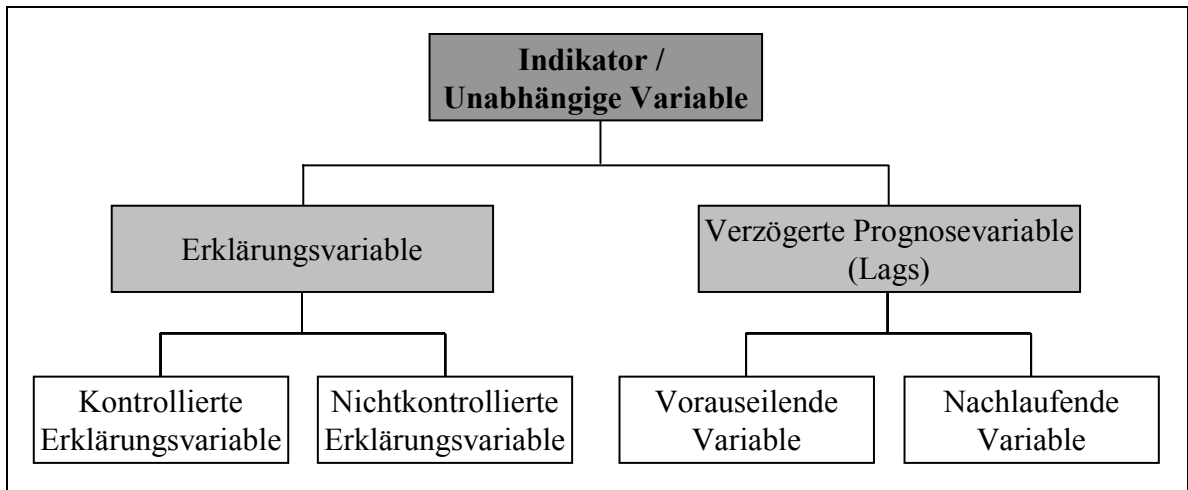 Indikator /
Unabhängige Variable
Erklärungsvariable
Verzögerte Prognosevariable
(Lags)
Kontrollierte
Erklärungsvariable
Nichtkontrollierte
Erklärungsvariable
Vorauseilende
Variable
Nachlaufende
Variable